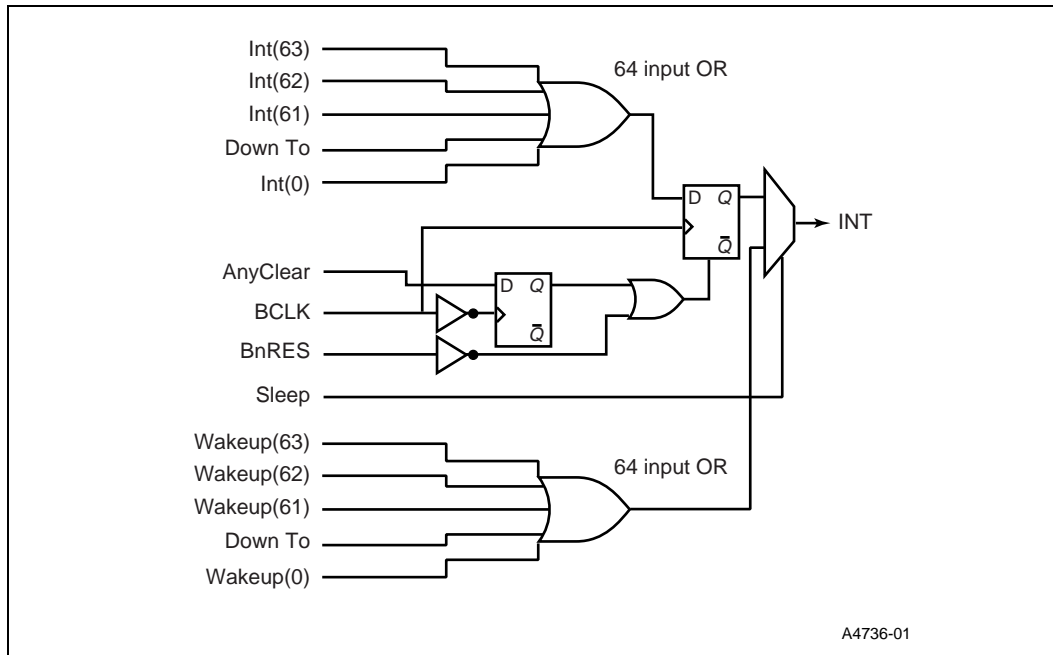 Int(63)
Int(62)
64 input OR
Int(61)
Down To
Int(0)
D Q
Q̅
INT
AnyClear
D Q
Q̅
BCLK
BnRES
Sleep
Wakeup(63)
Wakeup(62)
64 input OR
Wakeup(61)
Down To
Wakeup(0)
A4736-01